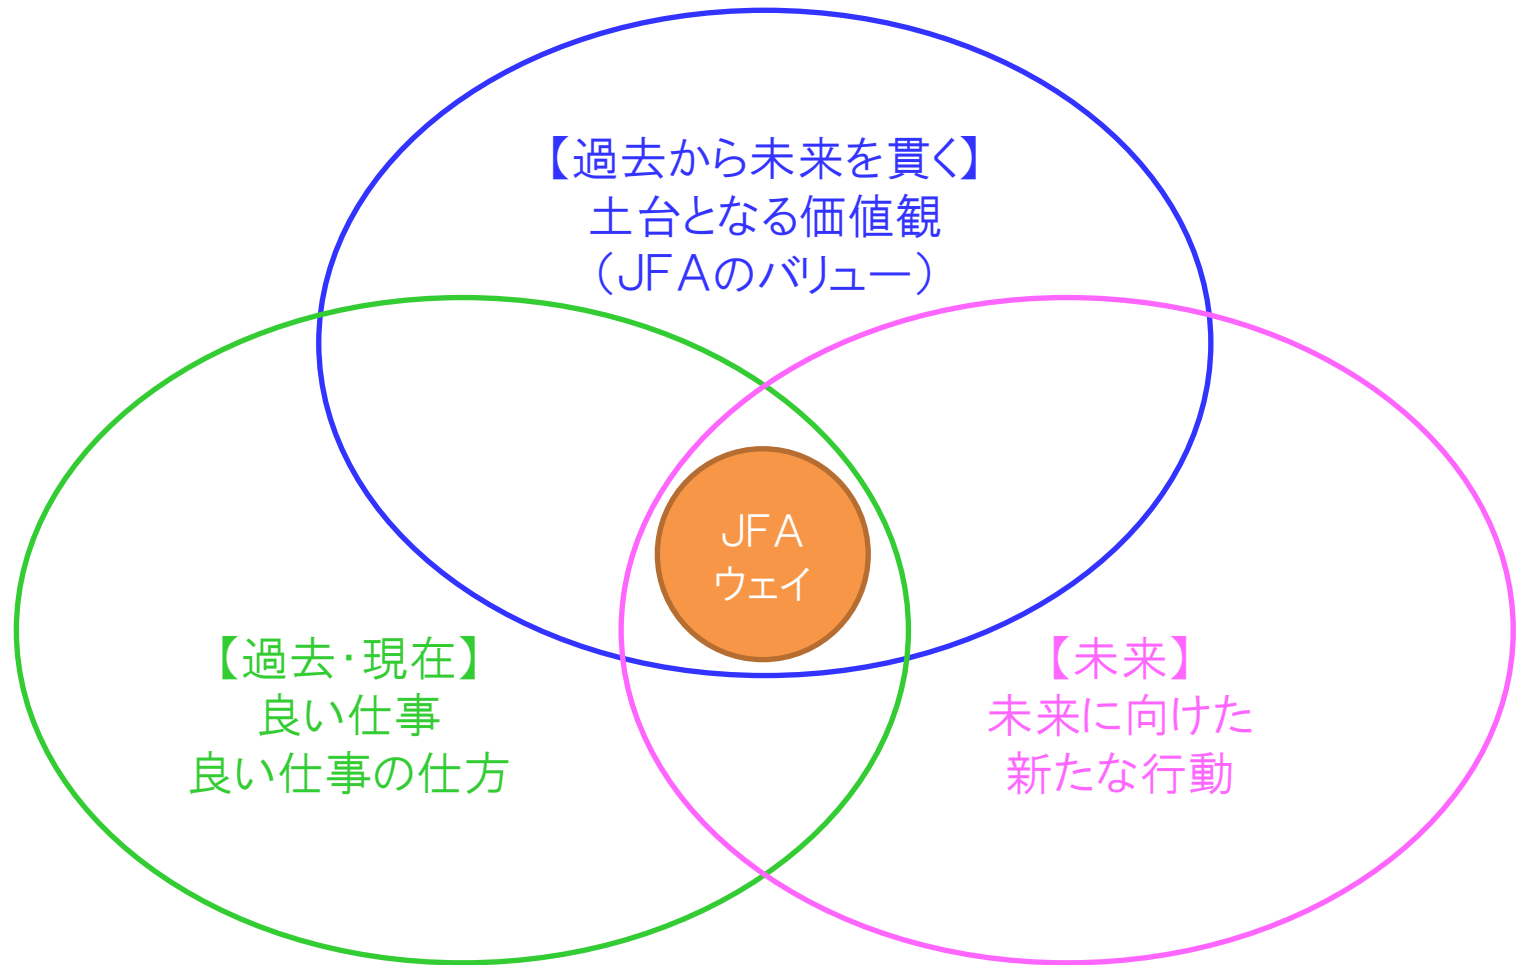 【過去から未来を貫く】
土台となる価値観
（ＪＦＡのバリュー）
ＪＦＡ
ウェイ
【過去・現在】
良い仕事
良い仕事の仕方
【未来】
未来に向けた
新たな行動